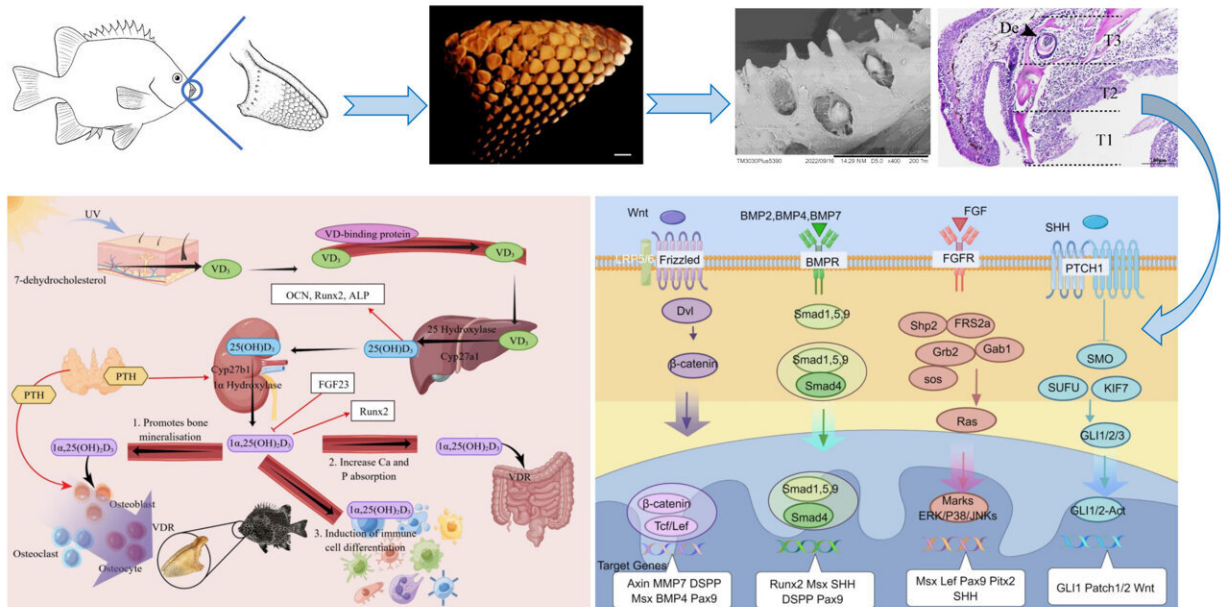 De
T3
T2
T1
TM3030Plus5390 2022/09/16 14:29 NM D5.0 x400 200 ?m
UV
7-dehydrocholesterol
VD₃
VD-binding protein
VD₃
VD₃
OCN, Runx2, ALP
25 Hydroxylase
VD₃
Cyp27a1
25(OH)D₃
25(OH)D₃
Cyp27b1
1α Hydroxylase
PTH
PTH
FGF23
Runx2
1. Promotes bone
mineralisation
1α,25(OH)₂D₃
1α,25(OH)₂D₃
1α,25(OH)₂D₃
2. Increase Ca and
P absorption
VDR
Osteoblast
VDR
Osteoclast
Osteocyte
1α,25(OH)₂D₃
3. Induction of immune
cell differentiation
Wnt
LRP5/6
Frizzled
Dvl
β-catenin
β-catenin
Tcf/Lef
Target Genes
Axin MMP7 DSPP
Msx BMP4 Pax9
BMP2,BMP4,BMP7
BMPR
Smad1,5,9
Smad1,5,9
Smad4
Smad1,5,9
Smad4
Runx2 Msx SHH
DSPP Pax9
FGF
FGFR
Shp2
FRS2a
Grb2
Gab1
sos
Ras
Marks
ERK/P38/JNKs
Msx Lef Pax9 Pitx2
SHH
SHH
PTCH1
SMO
SUFU
KIF7
GLI1/2/3
GLI1/2-Act
GLI1 Patch1/2 Wnt